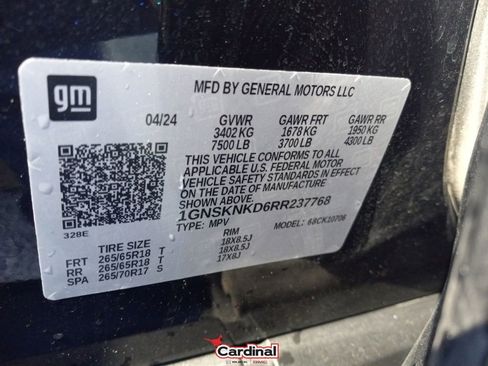 gm
MFD BY GENERAL MOTORS LLC
04/24 GVWR GAWR FRT GAWR RR
3402 KG 1678 KG 1950 KG
7500 LB 3700 LB 4300 LB
THIS VEHICLE CONFORMS TO ALL
APPLICABLE U.S. FEDERAL MOTOR
VEHICLE SAFETY STANDARDS IN EFFECT
ON THE DATE OF MANUFACTURE
1GNSKNKD6RR237768
TYPE: MPV MODEL: 68CK10706
328E
TIRE SIZE RIM
FRT 265/65R18 T 18X8.5J
RR 265/65R18 T 18X8.5J
SPA 265/70R17 S 17X8J
Cardinal